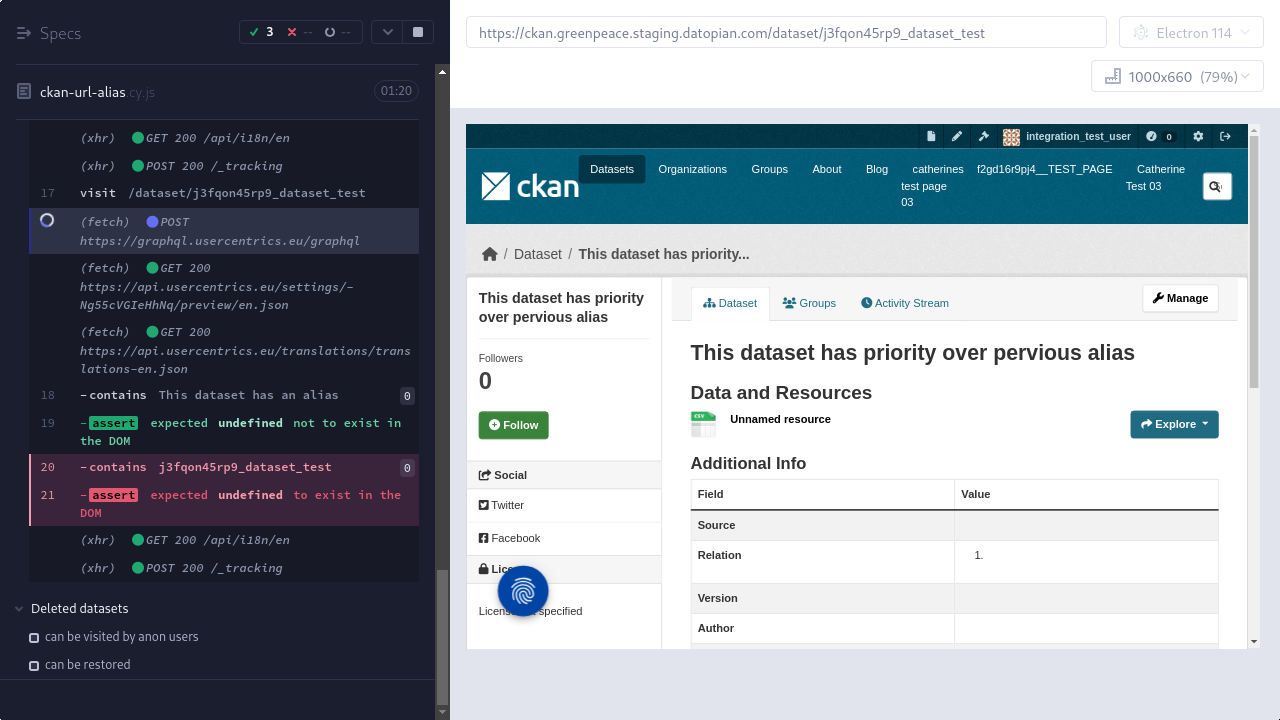 Specs
3
--
--
https://ckan.greenpeace.staging.datopian.com/dataset/j3fqon45rp9_dataset_test
Electron 114
1000x660 (79%)
ckan-url-alias.cy.js
01:20
(xhr) GET 200 /api/i18n/en
(xhr) POST 200 /_tracking
17 visit /dataset/j3fqon45rp9_dataset_test
(fetch) POST
https://graphql.usercentrics.eu/graphql
(fetch) GET 200
https://api.usercentrics.eu/settings/-
Ng55cVGIeHhNq/preview/en.json
(fetch) GET 200
https://api.usercentrics.eu/translations/trans
lations-en.json
18 -contains This dataset has an alias 0
19 -assert expected undefined not to exist in
the DOM
20 -contains j3fqon45rp9_dataset_test 0
21 -assert expected undefined to exist in the
DOM
(xhr) GET 200 /api/i18n/en
(xhr) POST 200 /_tracking
Deleted datasets
can be visited by anon users
can be restored
integration_test_user
0
ckan
Datasets
Organizations
Groups
About
Blog
catherines
test page
03
f2gd16r9pj4__TEST_PAGE
Catherine
Test 03
/ Dataset / This dataset has priority...
This dataset has priority
over pervious alias
Followers
0
Follow
Social
Twitter
Facebook
Dataset
Groups
Activity Stream
Manage
This dataset has priority over pervious alias
Data and Resources
CSV
Unnamed resource
Explore
Additional Info
Field Value
Source
Relation 1.
Version
Author
specified